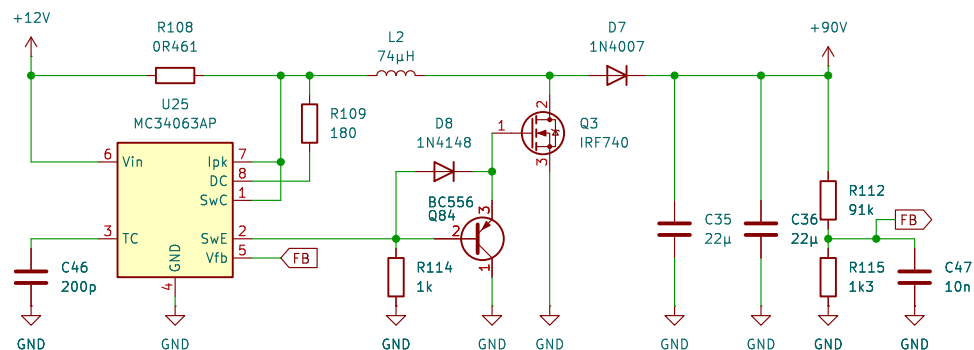 +12V
R108
0R461
L2
74µH
D7
1N4007
+90V
U25
MC34063AP
R109
180
D8
1N4148
2
1
3
Q3
IRF740
6
Vin
Ipk
7
DC
8
SwC
1
3
TC
SwE
2
Vfb
5
GND
4
FB
BC556
Q84
3
2
1
R112
91k
FB
C35
22µ
C36
22µ
C46
200p
R114
1k
R115
1k3
C47
10n
GND
GND
GND
GND
GND
GND
GND
GND
GND